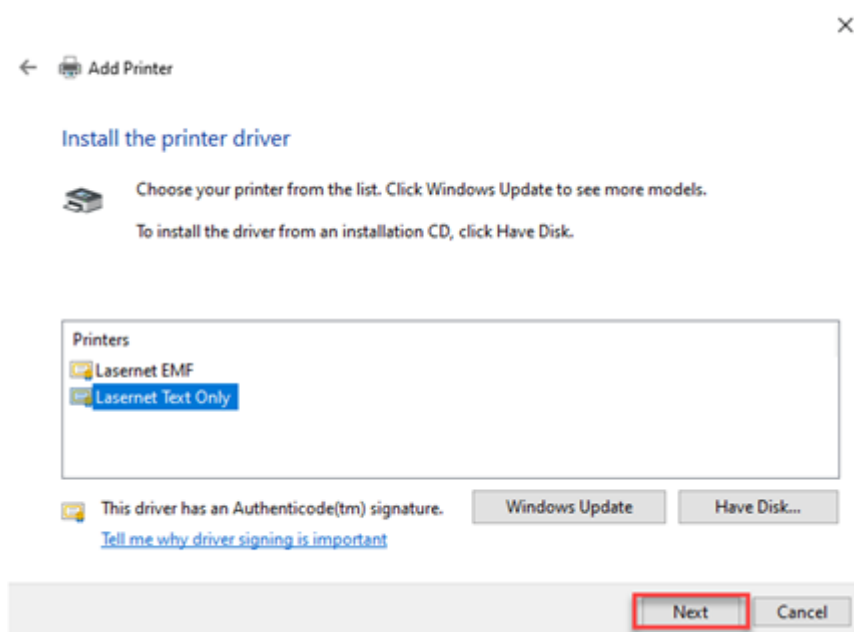 Add Printer
Install the printer driver
Choose your printer from the list. Click Windows Update to see more models.
To install the driver from an installation CD, click Have Disk.
Printers
Lasernet EMF
Lasernet Text Only
This driver has an Authenticode(tm) signature.
Windows Update
Have Disk...
Tell me why driver signing is important
Next
Cancel